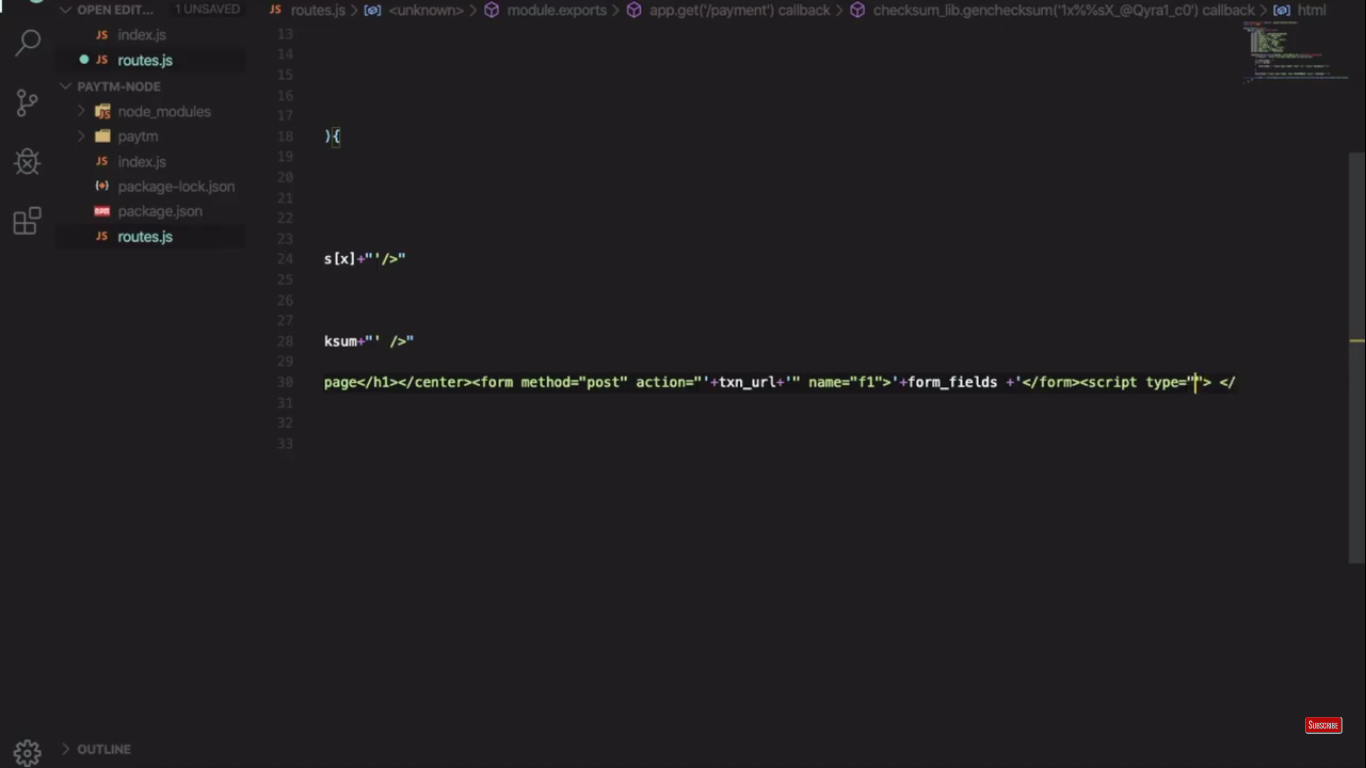 OPEN EDIT... 1 UNSAVED
JS index.js
JS routes.js
PAYTM-NODE
node_modules
paytm
JS index.js
package-lock.json
npm package.json
JS routes.js
OUTLINE
JS routes.js > <unknown> > module.exports > app.get('/payment') callback > checksum_lib.genchecksum('1x%%sX_@Qyra1_c0') callback > html
13
14
15
16
17
18 ){
19
20
21
22
23
24 s[x]+"'/>"
25
26
27
28 ksum+"' />"
29
30 page</h1></center><form method="post" action="'+txn_url+'" name="f1">'+form_fields +'</form><script type=""> </
31
32
33
SUBSCRIBE